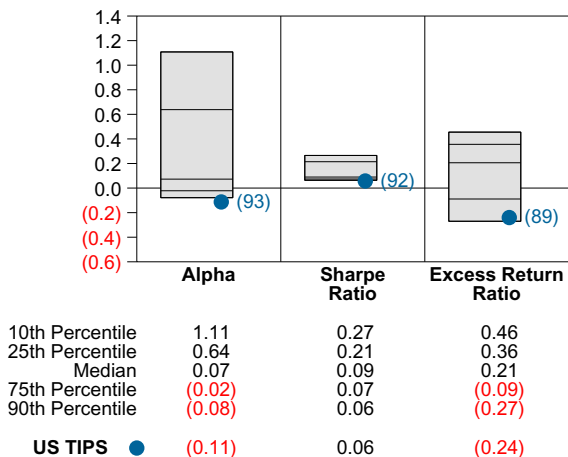 1.4
1.2
1.0
0.8
0.6
0.4
0.2
0.0
(0.2)
(0.4)
(0.6)
(93)
(92)
(89)
Alpha Sharpe Ratio Excess Return Ratio
10th Percentile 1.11 0.27 0.46
25th Percentile 0.64 0.21 0.36
Median 0.07 0.09 0.21
75th Percentile (0.02) 0.07 (0.09)
90th Percentile (0.08) 0.06 (0.27)
US TIPS (0.11) 0.06 (0.24)